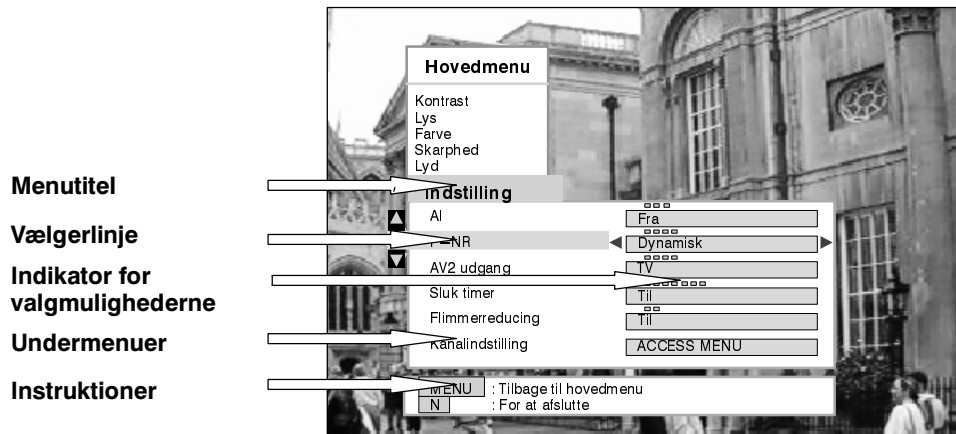 Hovedmenu
Kontrast
Lys
Farve
Skarphed
Lyd
Menutitel
Indstilling
AI Fra
Vælgerlinje
P–NR Dynamisk
Indikator for
valgmulighederne
AV2 udgang TV
Sluk timer Til
Undermenuer
Flimmerreducing Til
Kanalindstilling ACCESS MENU
Instruktioner
MENU : Tilbage til hovedmenu
N : For at afslutte